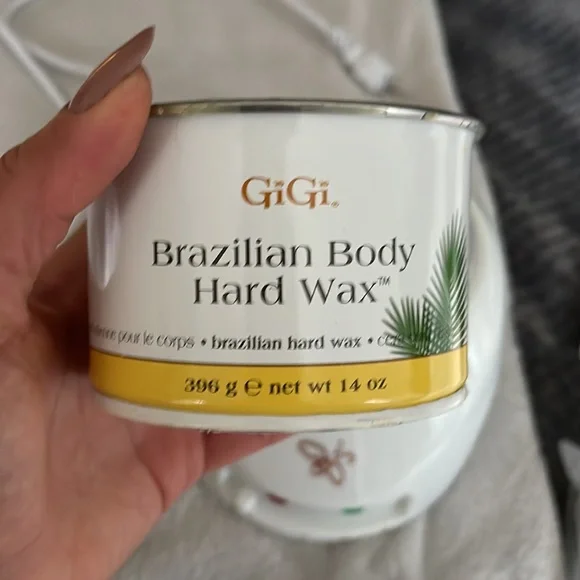 GiGi
Brazilian Body
Hard Wax™
pour le corps • brazilian hard wax •
396 g ℮ net wt 14 oz